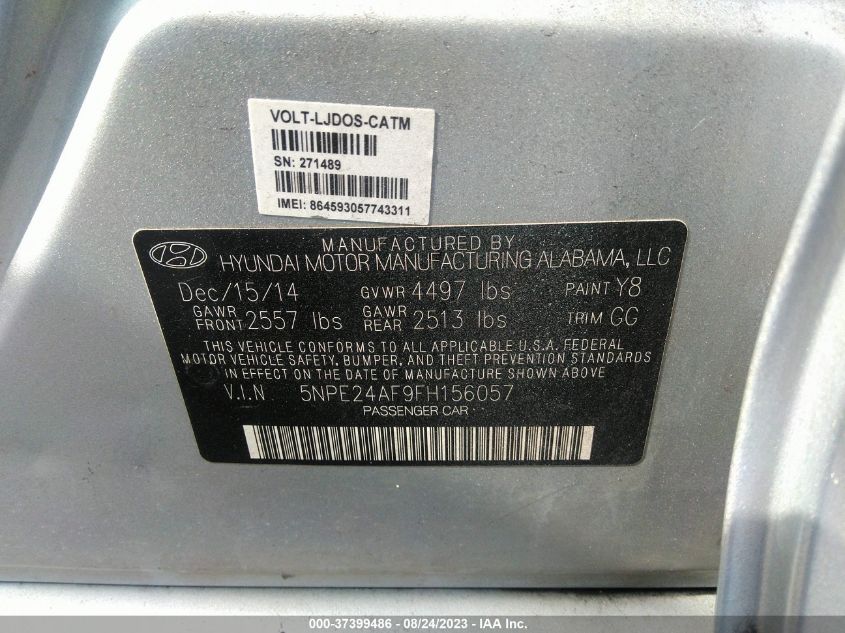 VOLT-LJDOS-CATM
SN: 271489
IMEI: 864593057743311
MANUFACTURED BY
HYUNDAI MOTOR MANUFACTURING ALABAMA, LLC
Dec/15/14 GVWR 4497 lbs PAINT Y8
GAWR FRONT 2557 lbs GAWR REAR 2513 lbs TRIM GG
THIS VEHICLE CONFORMS TO ALL APPLICABLE U.S.A. FEDERAL
MOTOR VEHICLE SAFETY, BUMPER, AND THEFT PREVENTION STANDARDS
IN EFFECT ON THE DATE OF MANUFACTURE SHOWN ABOVE.
V.I.N 5NPE24AF9FH156057
PASSENGER CAR
000-37399486 - 08/24/2023 - IAA Inc.